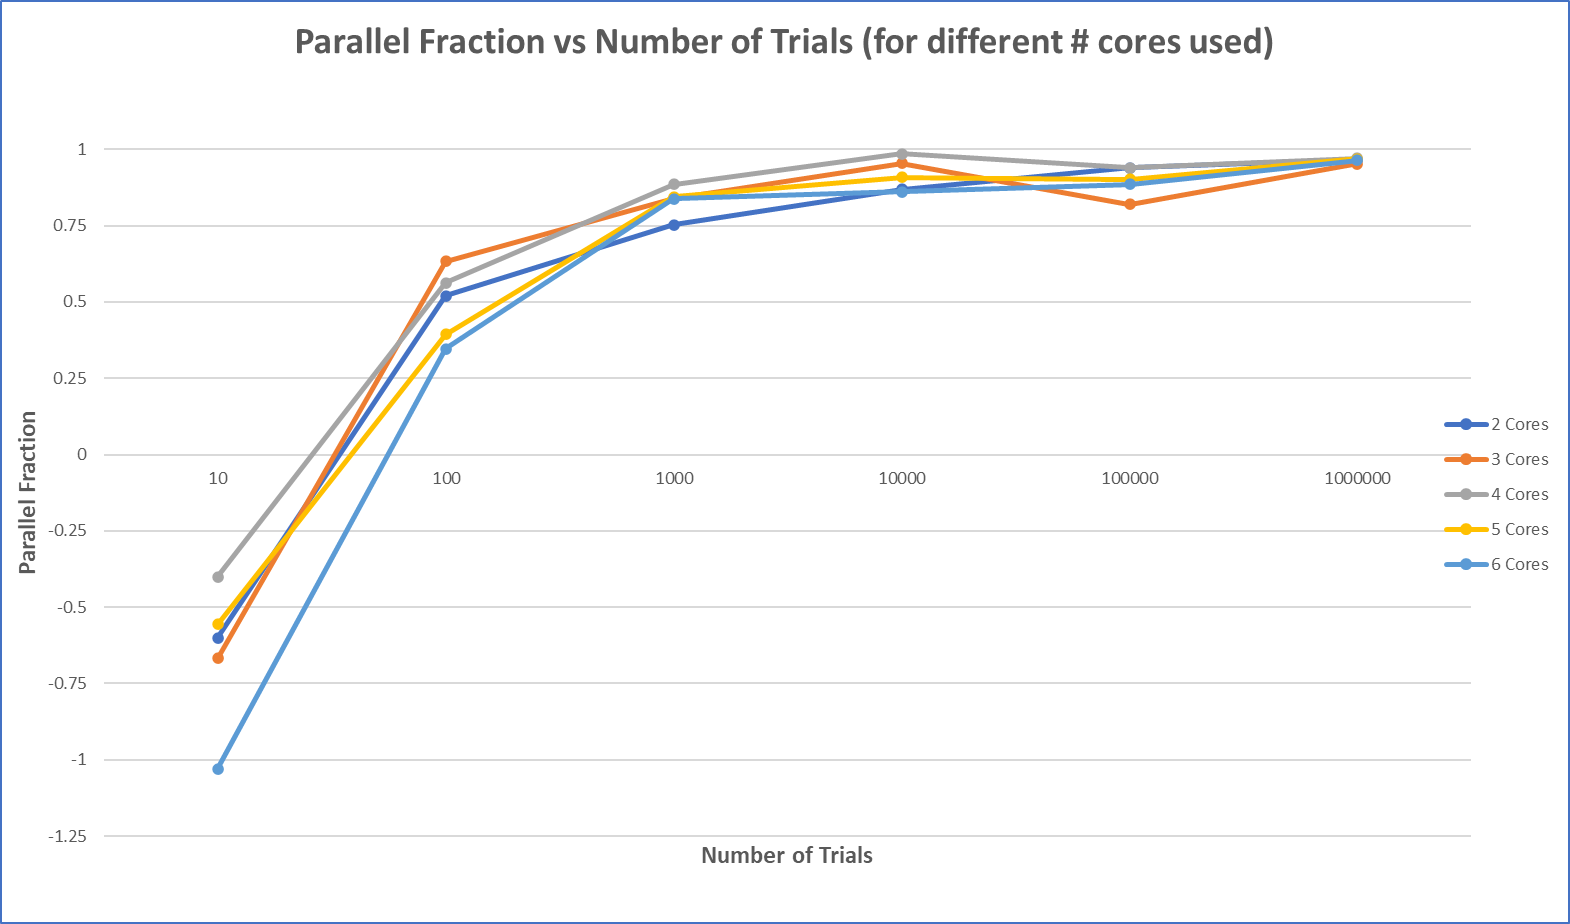 Parallel Fraction vs Number of Trials (for different # cores used)
1
0.75
0.5
0.25
0
-0.25
-0.5
-0.75
-1
-1.25
Parallel Fraction
10 100 1000 10000 100000 1000000
Number of Trials
2 Cores
3 Cores
4 Cores
5 Cores
6 Cores